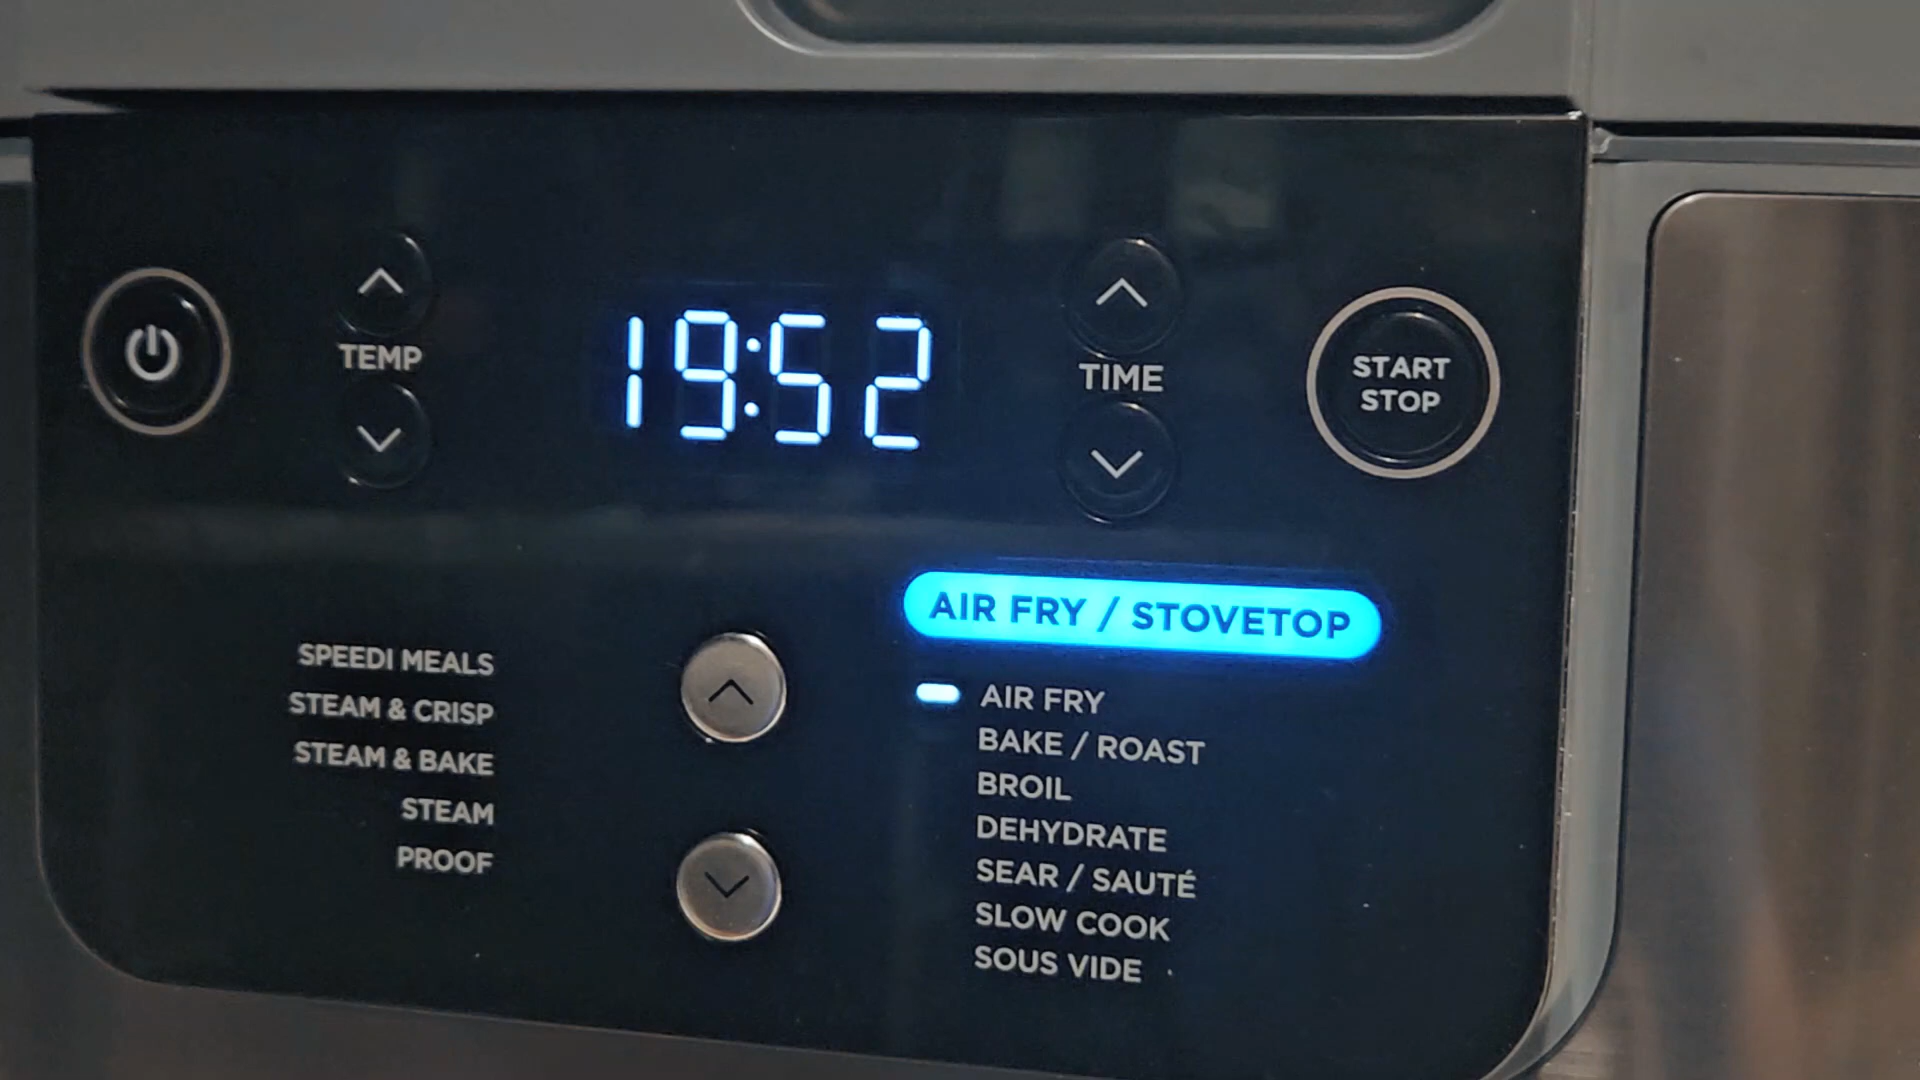 TEMP
19:52
TIME
START
STOP
AIR FRY / STOVETOP
SPEEDI MEALS
STEAM & CRISP
STEAM & BAKE
STEAM
PROOF
AIR FRY
BAKE / ROAST
BROIL
DEHYDRATE
SEAR / SAUTÉ
SLOW COOK
SOUS VIDE